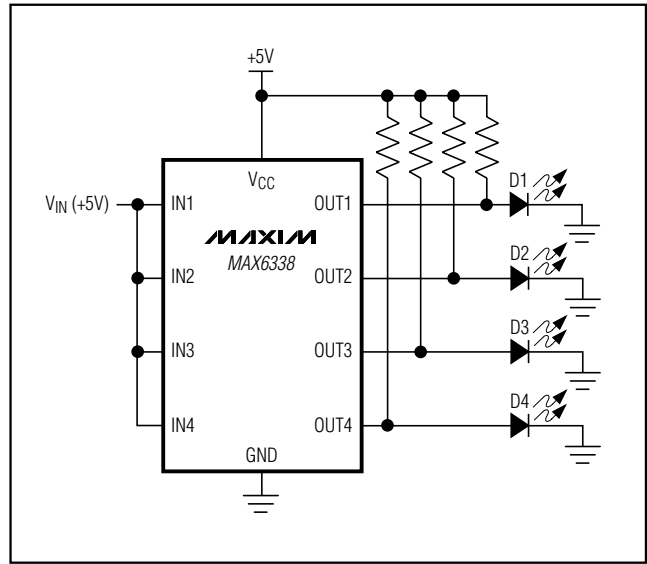 +5V
VCC
VIN (+5V)
IN1
OUT1
D1
MAXIM
MAX6338
IN2
OUT2
D2
IN3
OUT3
D3
IN4
OUT4
D4
GND